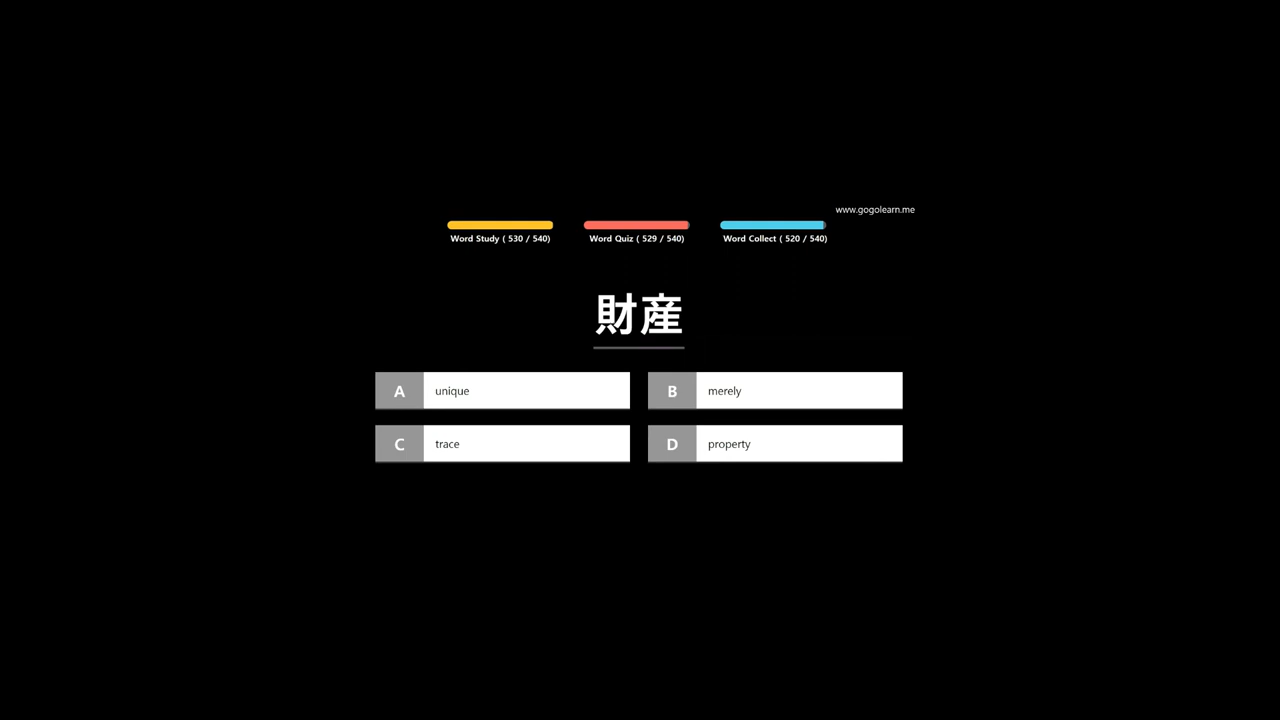 www.gogolearn.me
Word Study ( 530 / 540)
Word Quiz ( 529 / 540)
Word Collect ( 520 / 540)
財産
A unique
B merely
C trace
D property